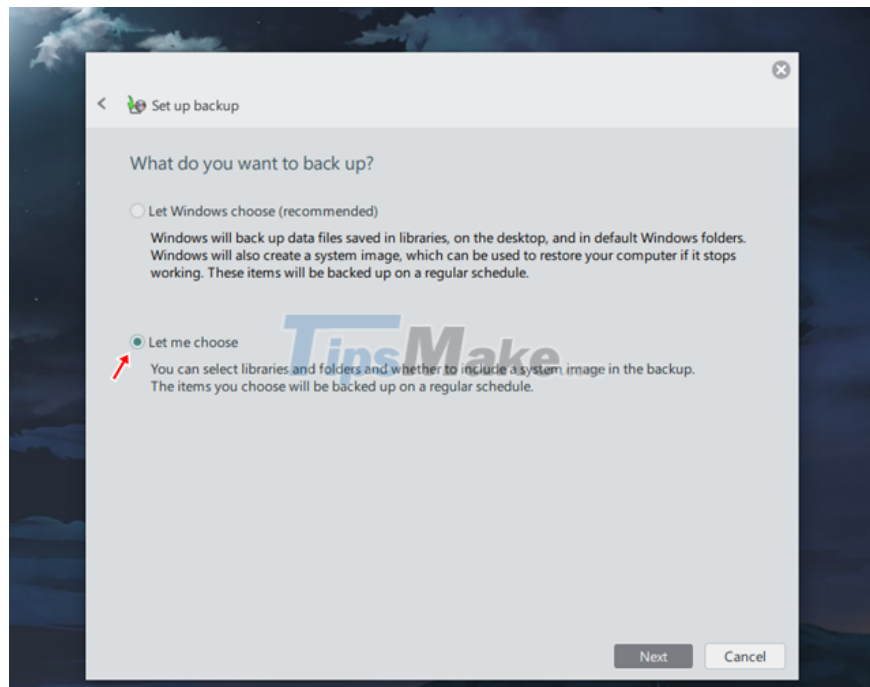 Set up backup
What do you want to back up?
Let Windows choose (recommended)
Windows will back up data files saved in libraries, on the desktop, and in default Windows folders.
Windows will also create a system image, which can be used to restore your computer if it stops
working. These items will be backed up on a regular schedule.
Let me choose
TipsMake
You can select libraries and folders and whether to include a system image in the backup.
The items you choose will be backed up on a regular schedule.
Next Cancel